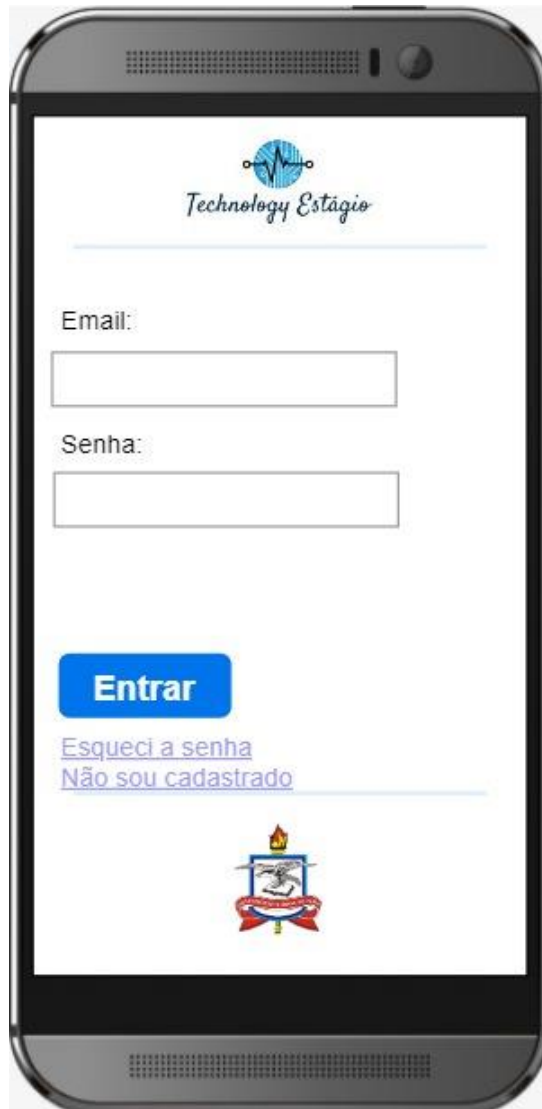 Technology Estágio
Email:
Senha:
Entrar
Esqueci a senha
Não sou cadastrado